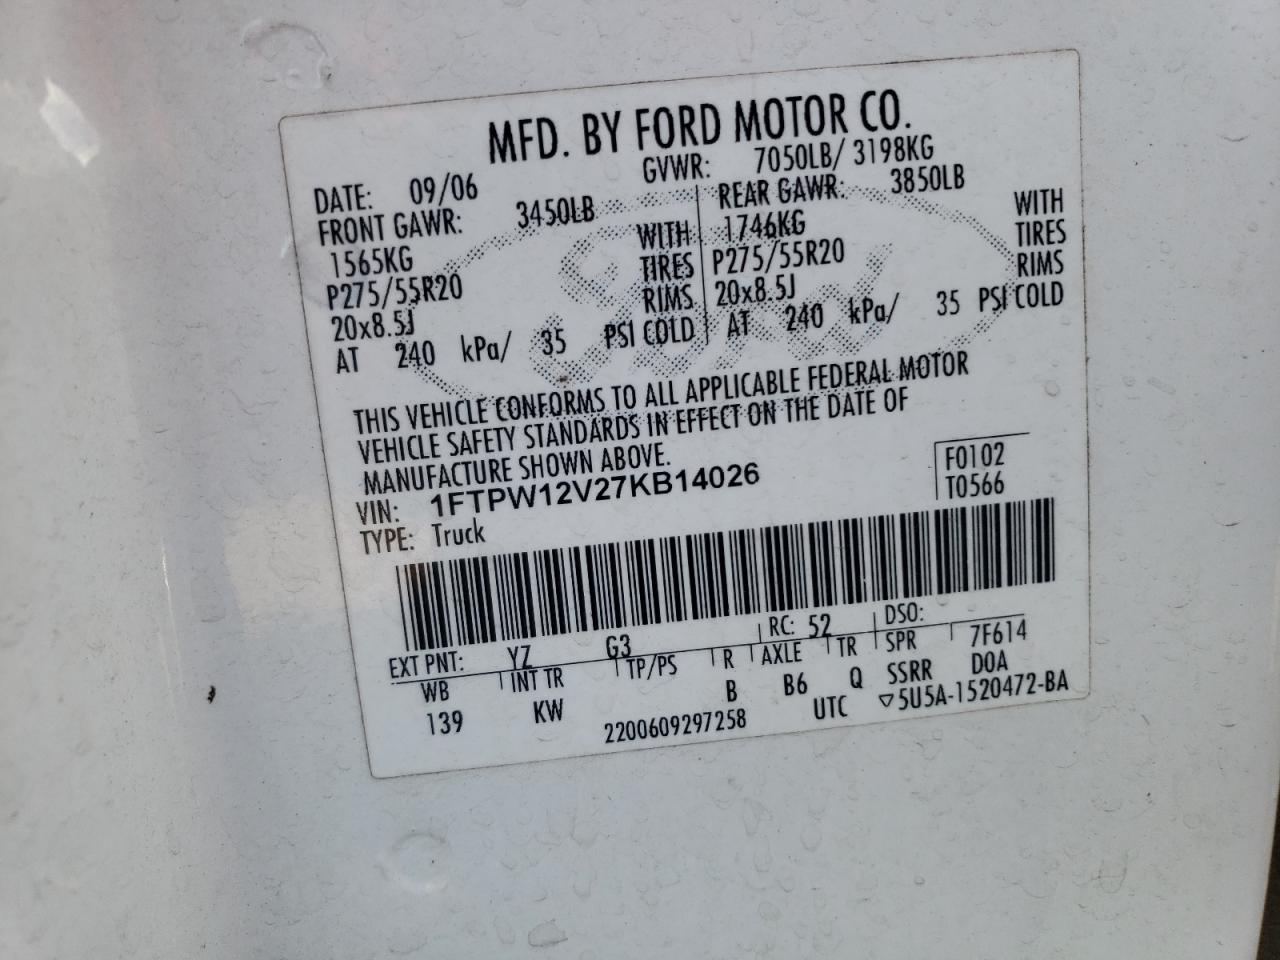 MFD. BY FORD MOTOR CO.
DATE: 09/06 GVWR: 7050LB/ 3198KG
FRONT GAWR: 3450LB REAR GAWR: 3850LB
1565KG WITH 1746KG WITH
P275/55R20 TIRES P275/55R20 TIRES
20x8.5J RIMS 20x8.5J RIMS
AT 240 kPa/ 35 PSI COLD AT 240 kPa/ 35 PSI COLD
THIS VEHICLE CONFORMS TO ALL APPLICABLE FEDERAL MOTOR
VEHICLE SAFETY STANDARDS IN EFFECT ON THE DATE OF
MANUFACTURE SHOWN ABOVE.
VIN: 1FTPW12V27KB14026 F0102
TYPE: Truck T0566
EXT PNT: YZ G3 RC: 52 DSO:
WB INT TR TP/PS R AXLE TR SPR 7F614
139 KW B B6 Q SSRR DOA
2200609297258 UTC ▽5U5A-1520472-BA